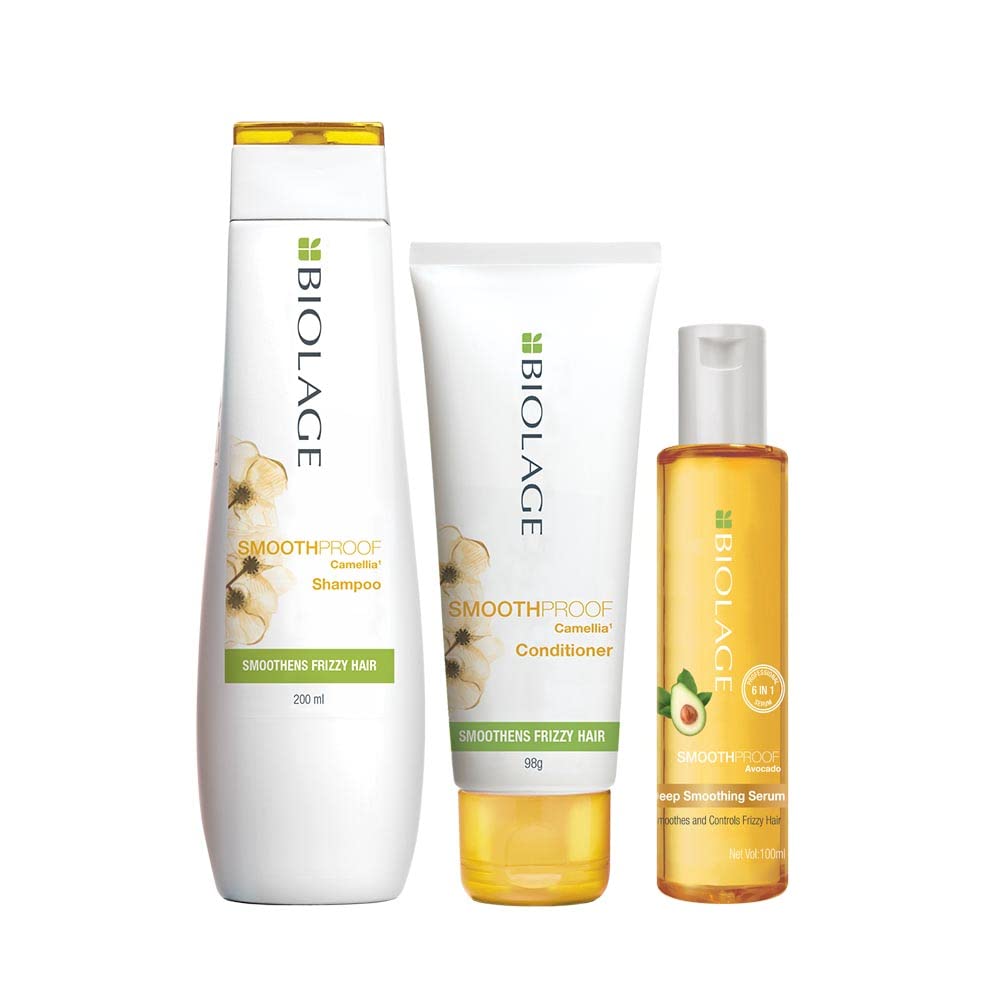 BIOLAGE
SMOOTHPROOF
Camellia¹
Shampoo
SMOOTHENS FRIZZY HAIR
200 ml
BIOLAGE
SMOOTHPROOF
Camellia¹
Conditioner
SMOOTHENS FRIZZY HAIR
98g
BIOLAGE
PROFESSIONAL
6 IN 1
SERUM
SMOOTHPROOF
Avocado
eep Smoothing Serum
moothes and Controls Frizzy Hair
Net Vol:100ml